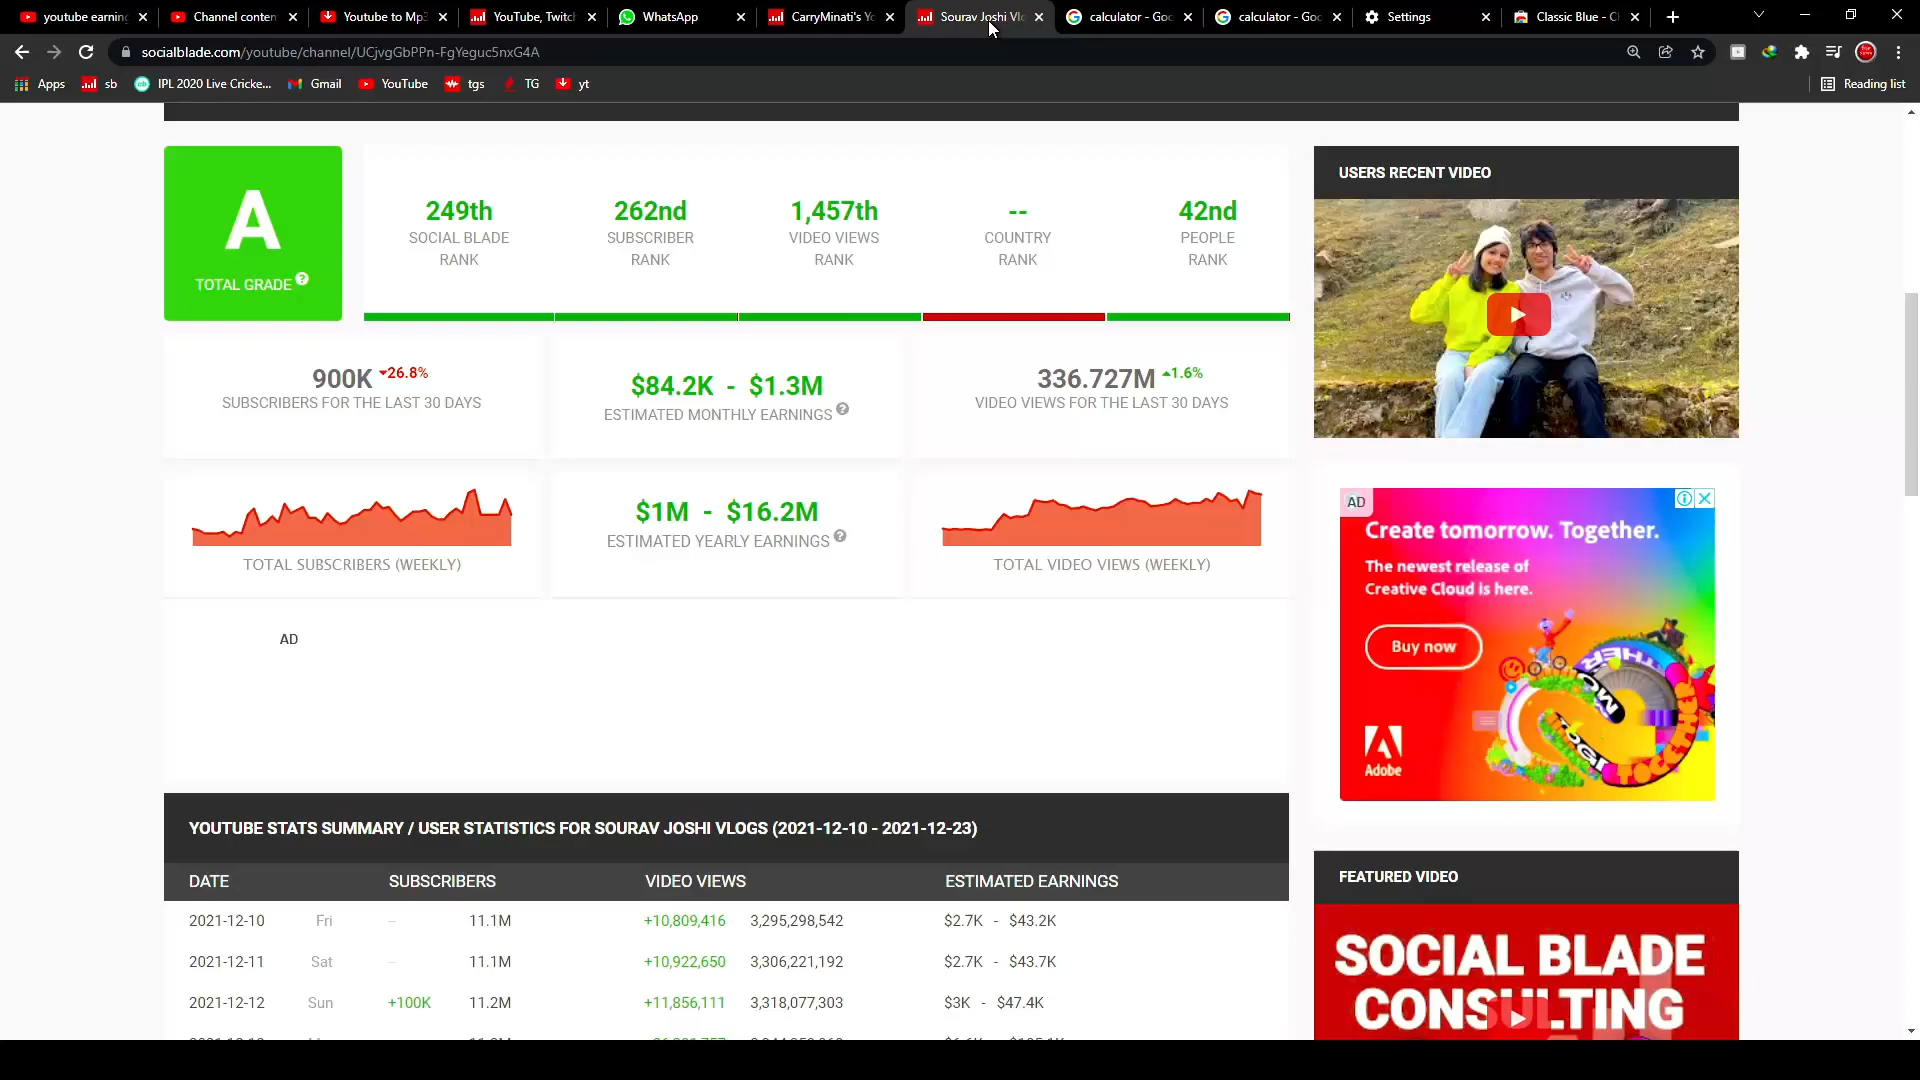 youtube earning
Channel conten
Youtube to Mp3
YouTube, Twitch
WhatsApp
CarryMinati's Yo
Sourav Joshi Vlo
calculator - Goo
calculator - Goo
Settings
Classic Blue - C
socialblade.com/youtube/channel/UCjvgGbPPn-FgYeguc5nxG4A
Apps
sb
IPL 2020 Live Cricke...
Gmail
YouTube
tgs
TG
yt
Reading list
A
TOTAL GRADE
249th
SOCIAL BLADE
RANK
262nd
SUBSCRIBER
RANK
1,457th
VIDEO VIEWS
RANK
--
COUNTRY
RANK
42nd
PEOPLE
RANK
USERS RECENT VIDEO
900K 26.8%
SUBSCRIBERS FOR THE LAST 30 DAYS
$84.2K - $1.3M
ESTIMATED MONTHLY EARNINGS
336.727M 1.6%
VIDEO VIEWS FOR THE LAST 30 DAYS
TOTAL SUBSCRIBERS (WEEKLY)
$1M - $16.2M
ESTIMATED YEARLY EARNINGS
TOTAL VIDEO VIEWS (WEEKLY)
AD
AD
Create tomorrow. Together.
The newest release of
Creative Cloud is here.
Buy now
Adobe
YOUTUBE STATS SUMMARY / USER STATISTICS FOR SOURAV JOSHI VLOGS (2021-12-10 - 2021-12-23)
DATE SUBSCRIBERS VIDEO VIEWS ESTIMATED EARNINGS
2021-12-10 Fri -- 11.1M +10,809,416 3,295,298,542 $2.7K - $43.2K
2021-12-11 Sat -- 11.1M +10,922,650 3,306,221,192 $2.7K - $43.7K
2021-12-12 Sun +100K 11.2M +11,856,111 3,318,077,303 $3K - $47.4K
FEATURED VIDEO
SOCIAL BLADE
CONSULTING